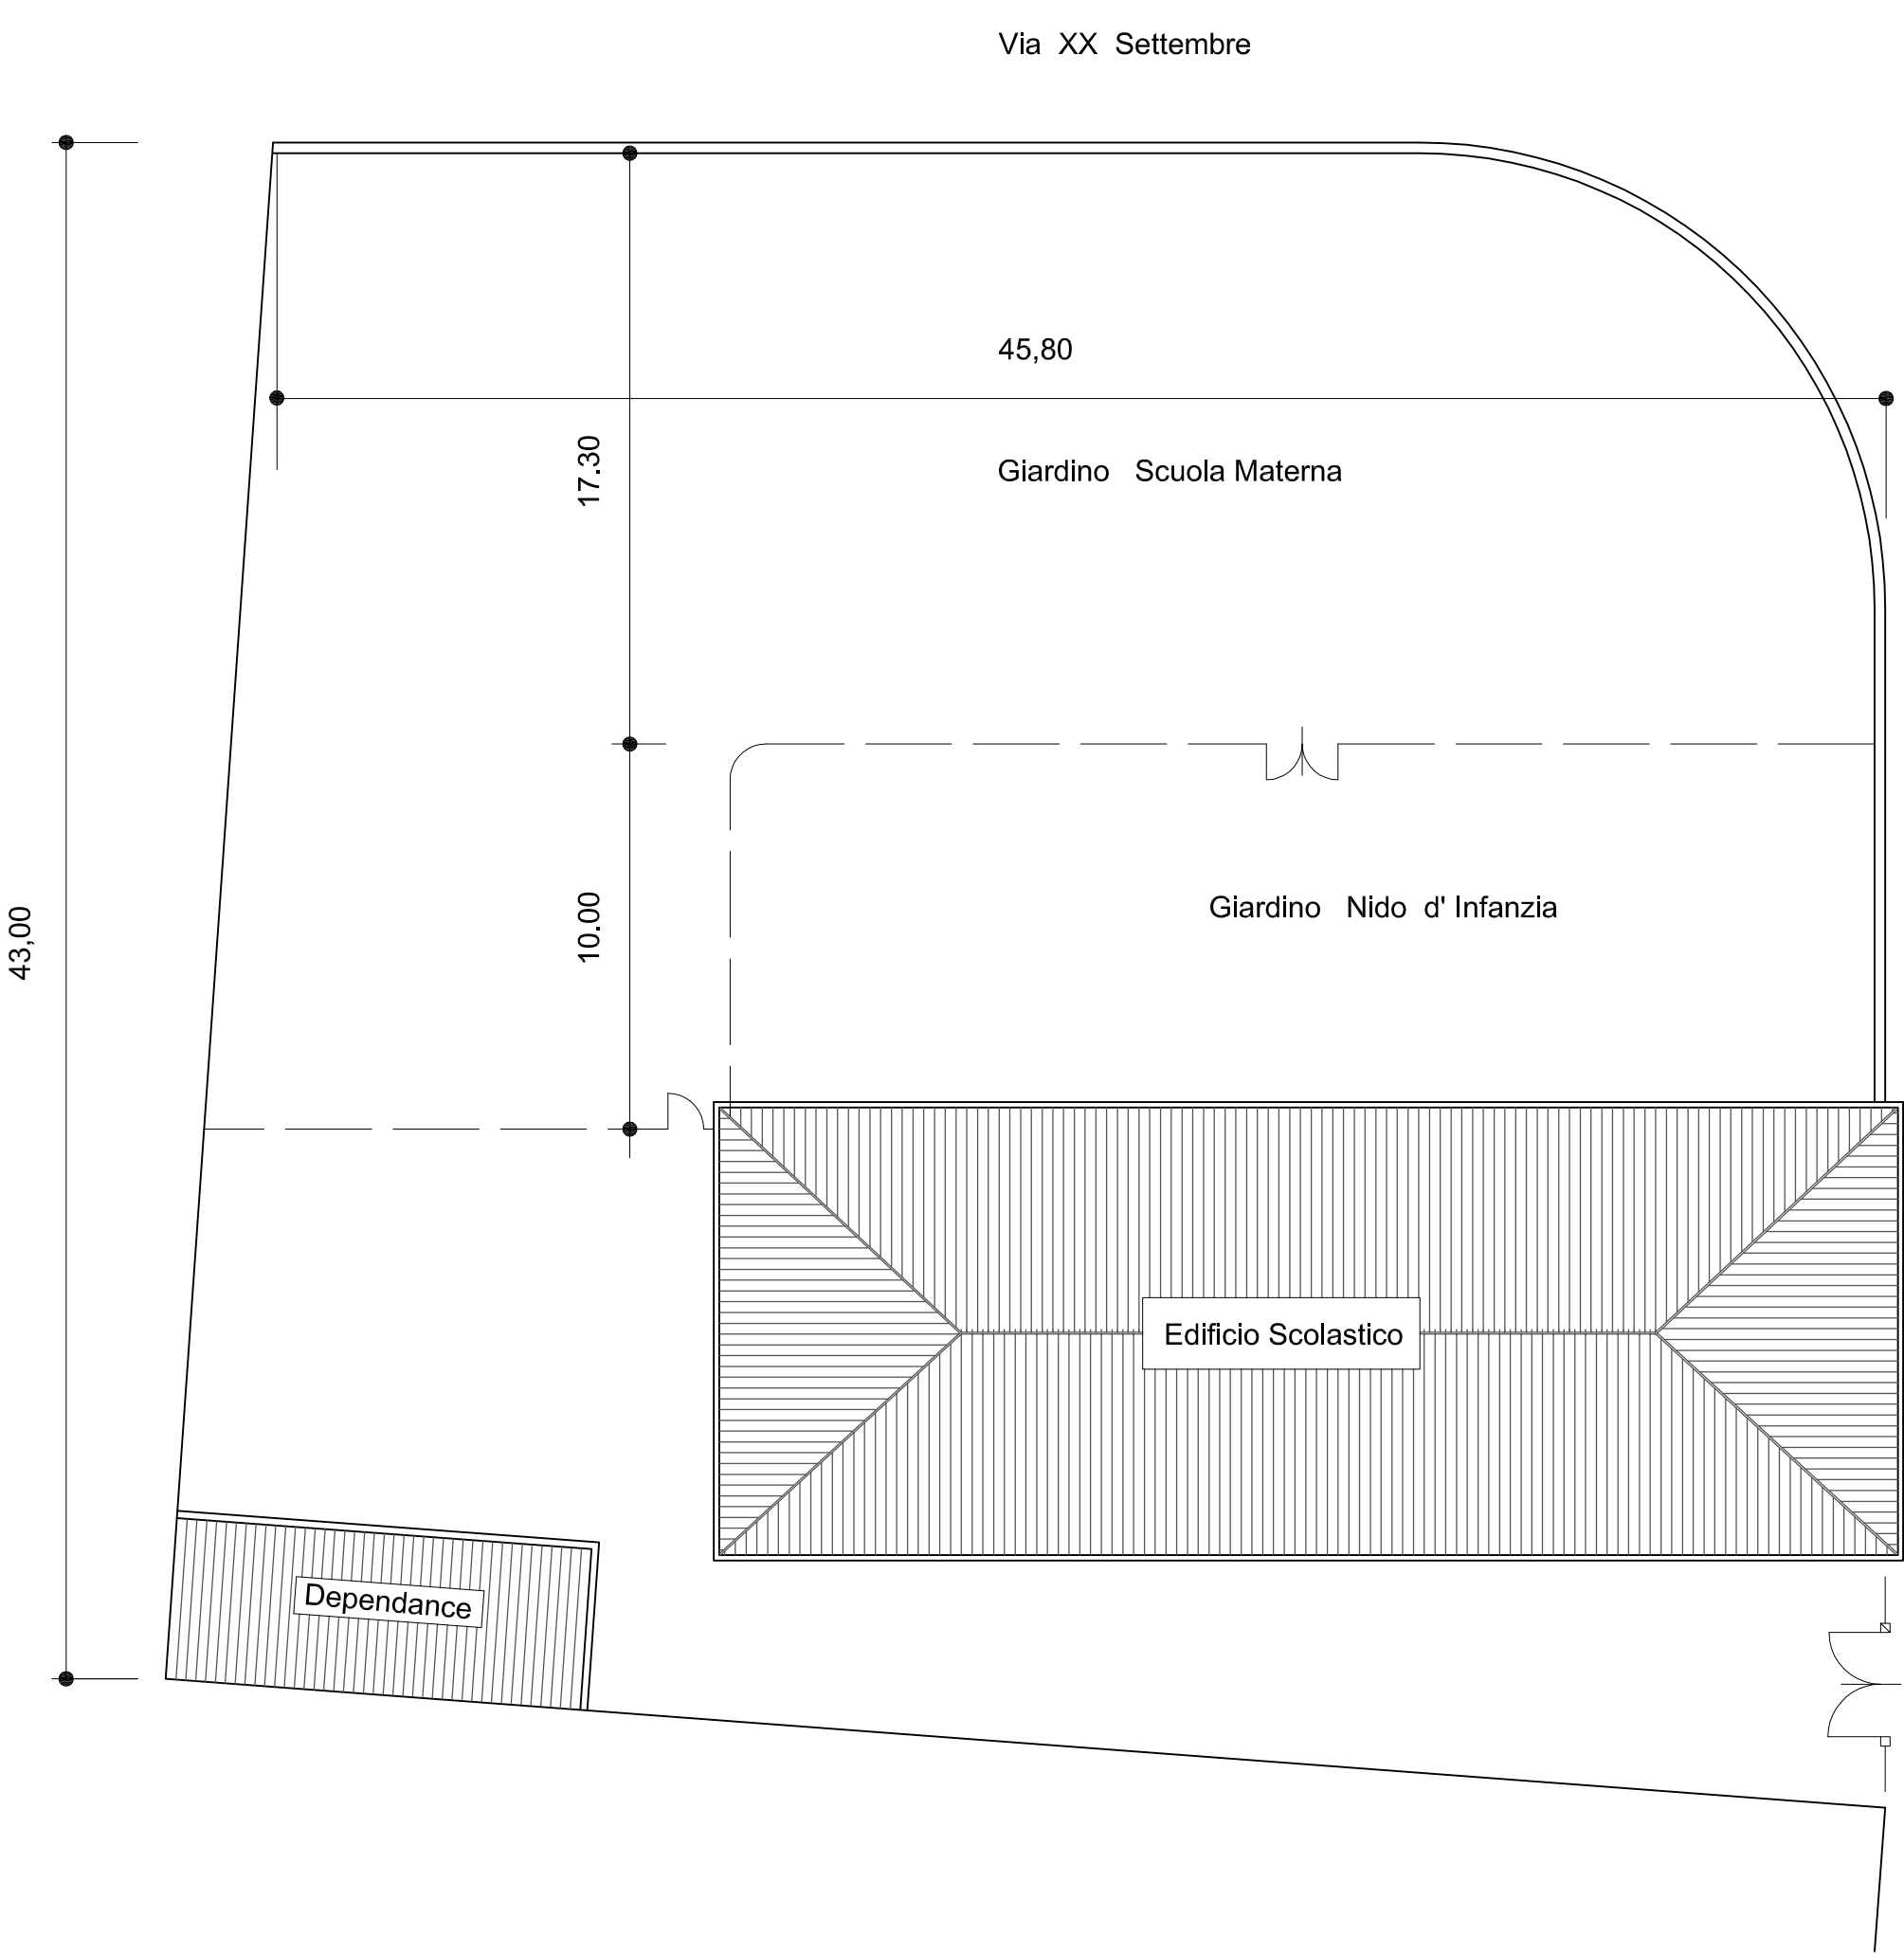 Via XX Settembre
45,80
17.30
Giardino Scuola Materna
10.00
Giardino Nido d' Infanzia
43,00
Edificio Scolastico
Dependance